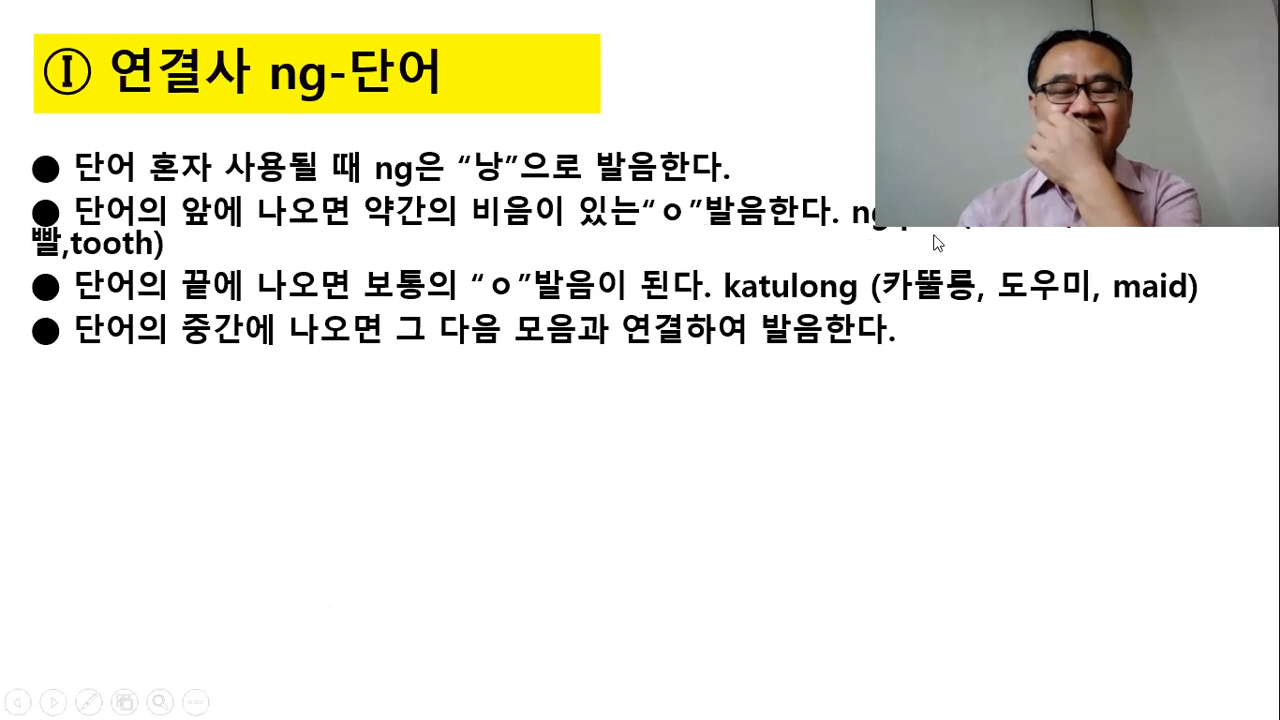 Ⓘ 연결사 ng-단어
● 단어 혼자 사용될 때 ng은 “낭”으로 발음한다.
● 단어의 앞에 나오면 약간의 비음이 있는“ㅇ”발음한다.
빨,tooth)
● 단어의 끝에 나오면 보통의 “ㅇ”발음이 된다. katulong (카뚤릉, 도우미, maid)
● 단어의 중간에 나오면 그 다음 모음과 연결하여 발음한다.